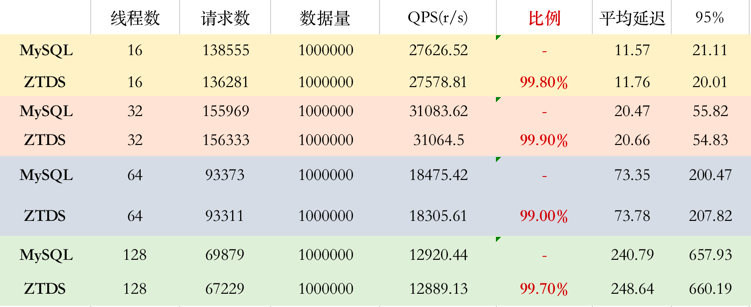 线程数 请求数 数据量 QPS(r/s) 比例 平均延迟 95%
MySQL 16 138555 1000000 27626.52 - 11.57 21.11
ZTDS 16 136281 1000000 27578.81 99.80% 11.76 20.01
MySQL 32 155969 1000000 31083.62 - 20.47 55.82
ZTDS 32 156333 1000000 31064.5 99.90% 20.66 54.83
MySQL 64 93373 1000000 18475.42 - 73.35 200.47
ZTDS 64 93311 1000000 18305.61 99.00% 73.78 207.82
MySQL 128 69879 1000000 12920.44 - 240.79 657.93
ZTDS 128 67229 1000000 12889.13 99.70% 248.64 660.19